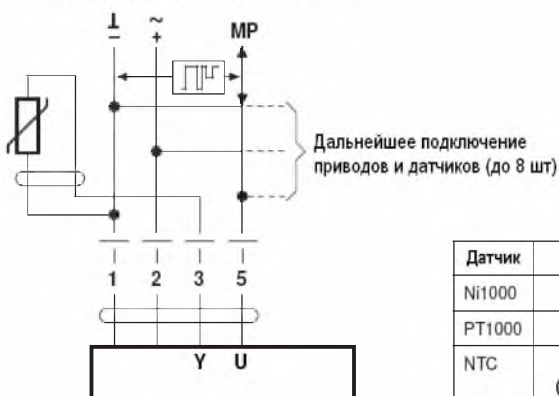 ⊥ ~ MP
– +
Дальнейшее подключение
приводов и датчиков (до 8 шт)
1 2 3 5
Y U
Датчик
Ni1000
PT1000
NTC
(